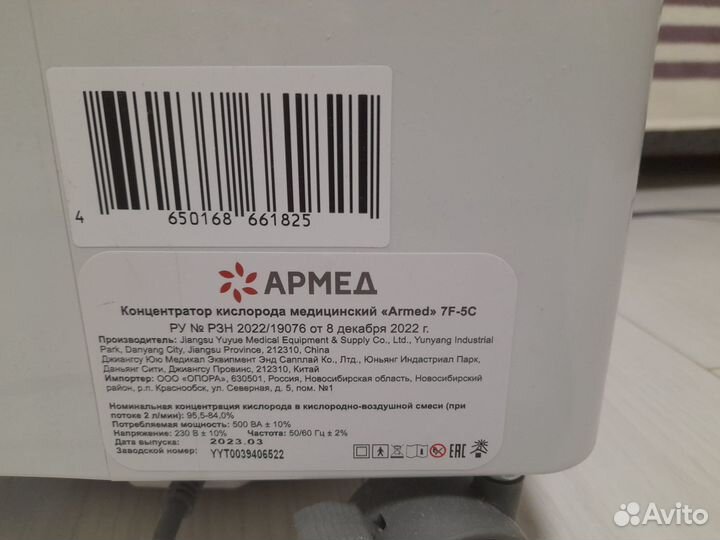 4 650168 661825
АРМЕД
Концентратор кислорода медицинский «Armed» 7F-5C
РУ № РЗН 2022/19076 от 8 декабря 2022 г.
Производитель: Jiangsu Yuyue Medical Equipment & Supply Co., Ltd., Yunyang Industrial
Park, Danyang City, Jiangsu Province, 212310, China
Джиангсу Юю Медикал Эквипмент Энд Сапплай Ко., Лтд., Юньянг Индастриал Парк,
Даньянг Сити, Джиангсу Провинс, 212310, Китай
Импортер: ООО «ОПОРА», 630501, Россия, Новосибирская область, Новосибирский
район, р.п. Краснообск, ул. Северная, д. 5, пом. №1
Номинальная концентрация кислорода в кислородно-воздушной смеси (при
потоке 2 л/мин): 95,5-84,0%
Потребляемая мощность: 500 ВА ± 10%
Напряжение: 230 В ± 10% Частота: 50/60 Гц ± 2%
Дата выпуска: 2023.03
Заводской номер: YYT0039406522
EAC
Avito